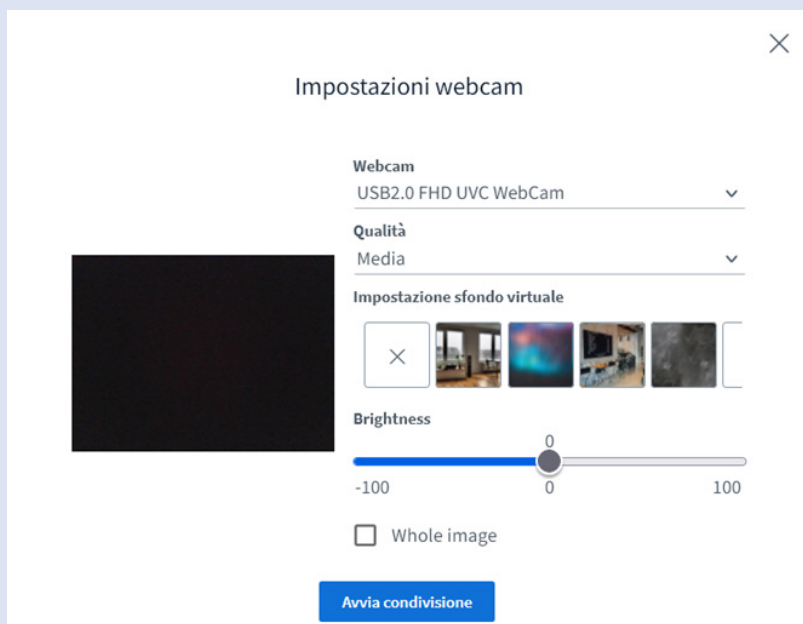 Impostazioni webcam
Webcam
USB2.0 FHD UVC WebCam
Qualità
Media
Impostazione sfondo virtuale
Brightness
0
-100 0 100
Whole image
Avvia condivisione